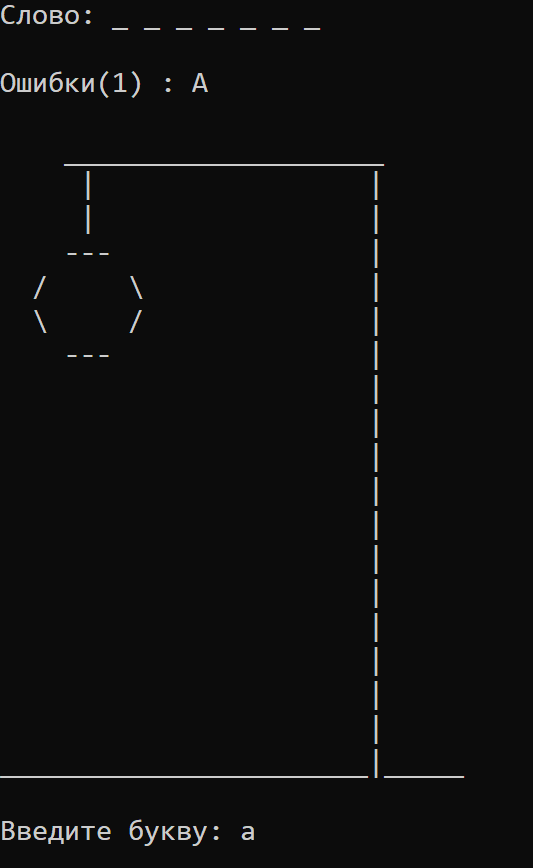 Слово: _ _ _ _ _ _ _
Ошибки(1) : А
Введите букву: а